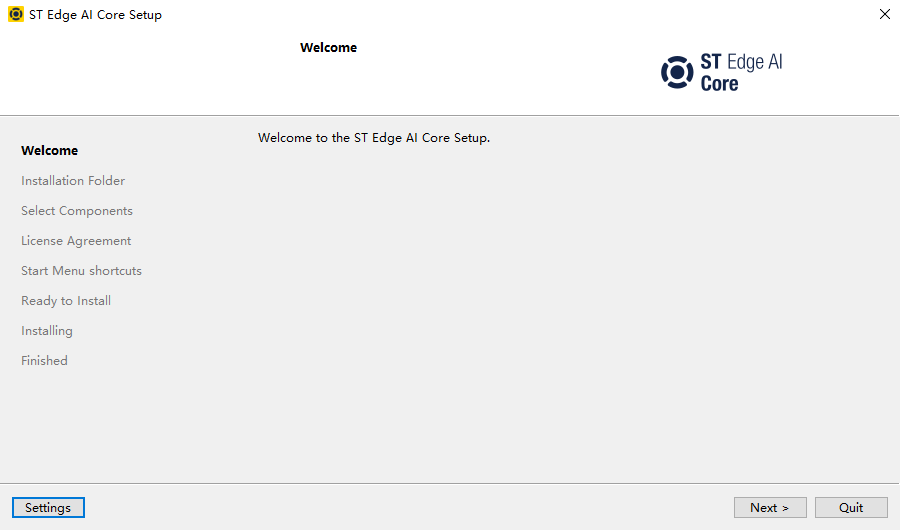 ST Edge AI Core Setup
Welcome
ST Edge AI
Core
Welcome to the ST Edge AI Core Setup.
Welcome
Installation Folder
Select Components
License Agreement
Start Menu shortcuts
Ready to Install
Installing
Finished
Settings
Next >
Quit